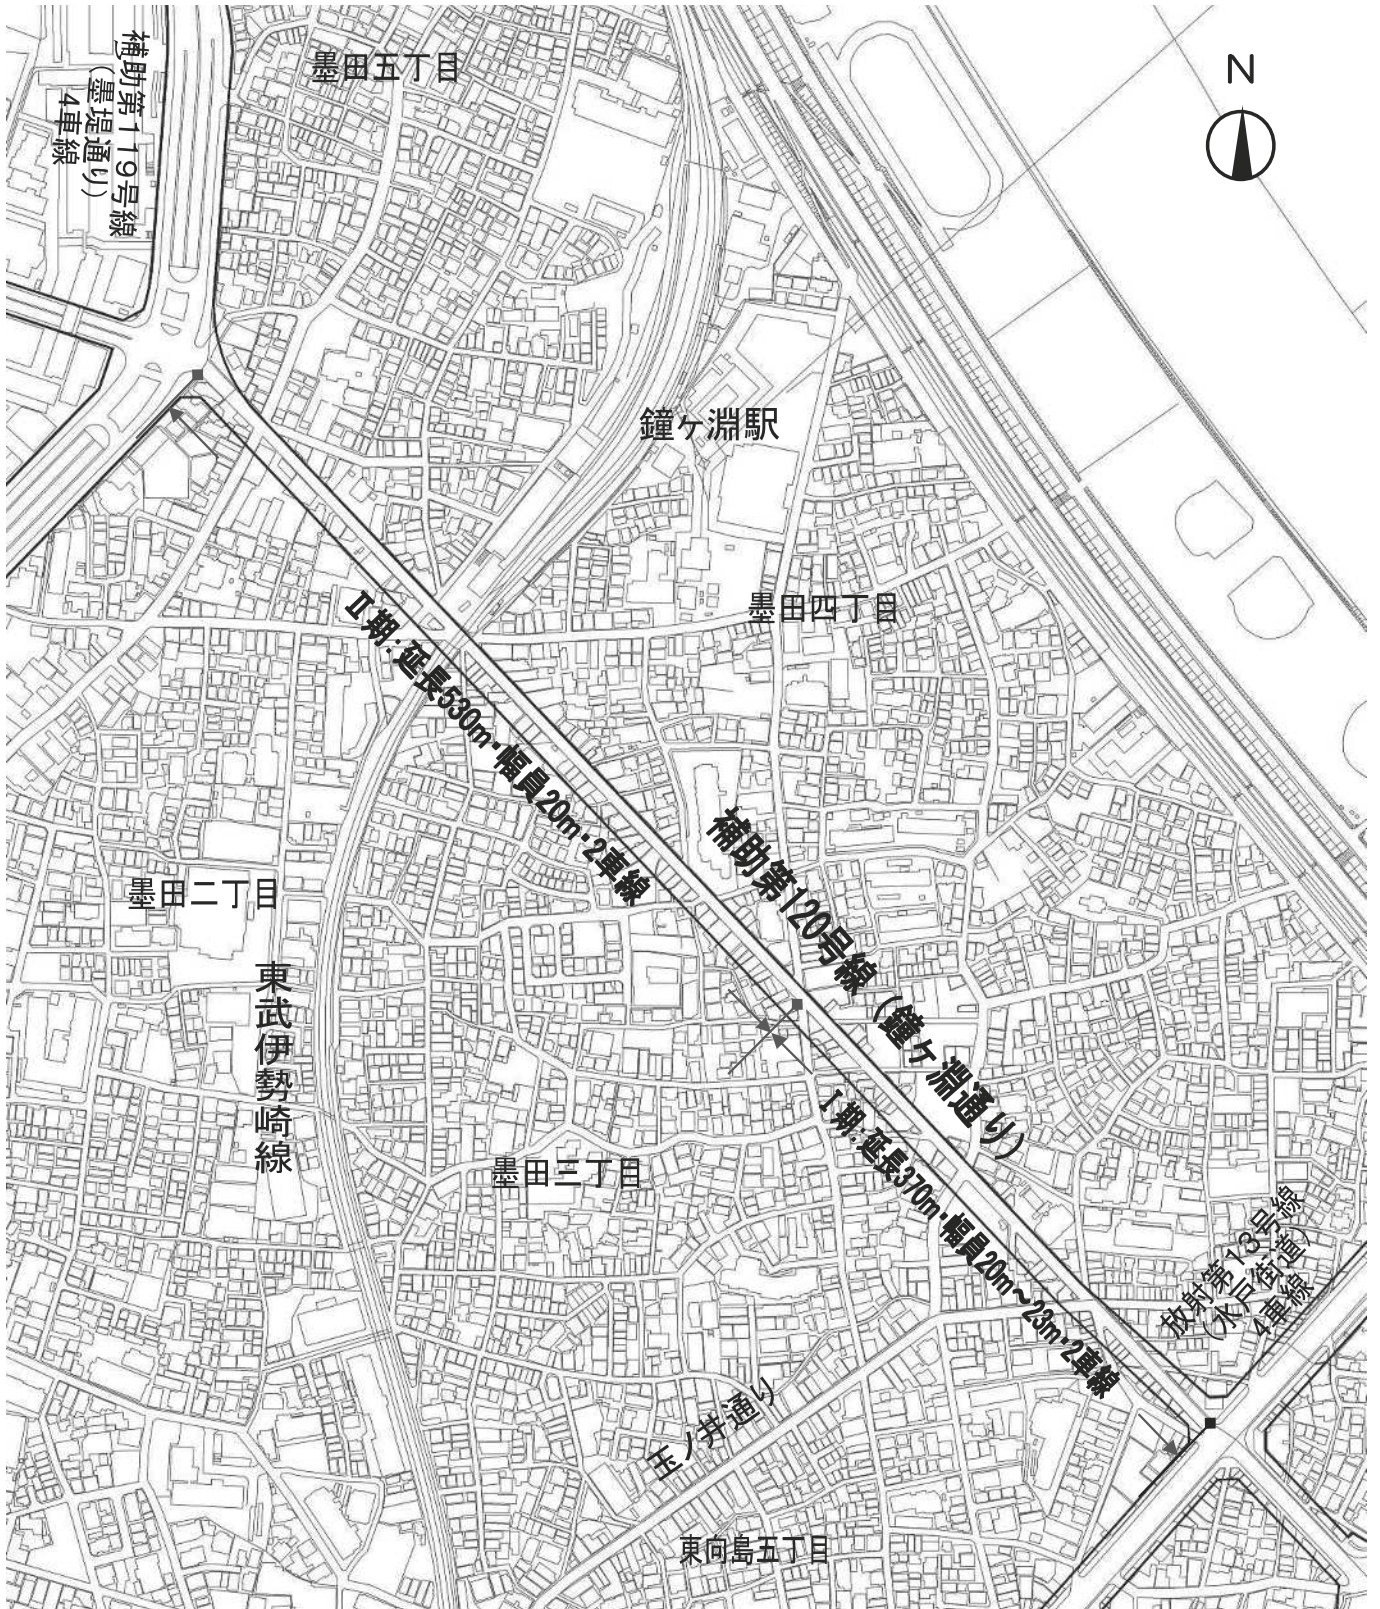 墨田五丁目
N
補助第119号線
(墨堤通り)
4車線
鐘ヶ淵駅
墨田四丁目
Ⅱ期:延長530m・幅員20m・2車線
補助第120号線(鐘ヶ淵通り)
墨田二丁目
東武伊勢崎線
Ⅰ期:延長370m・幅員20m～23m・2車線
墨田三丁目
放射第13号線
(水戸街道)
4車線
玉ノ井通り
東向島五丁目